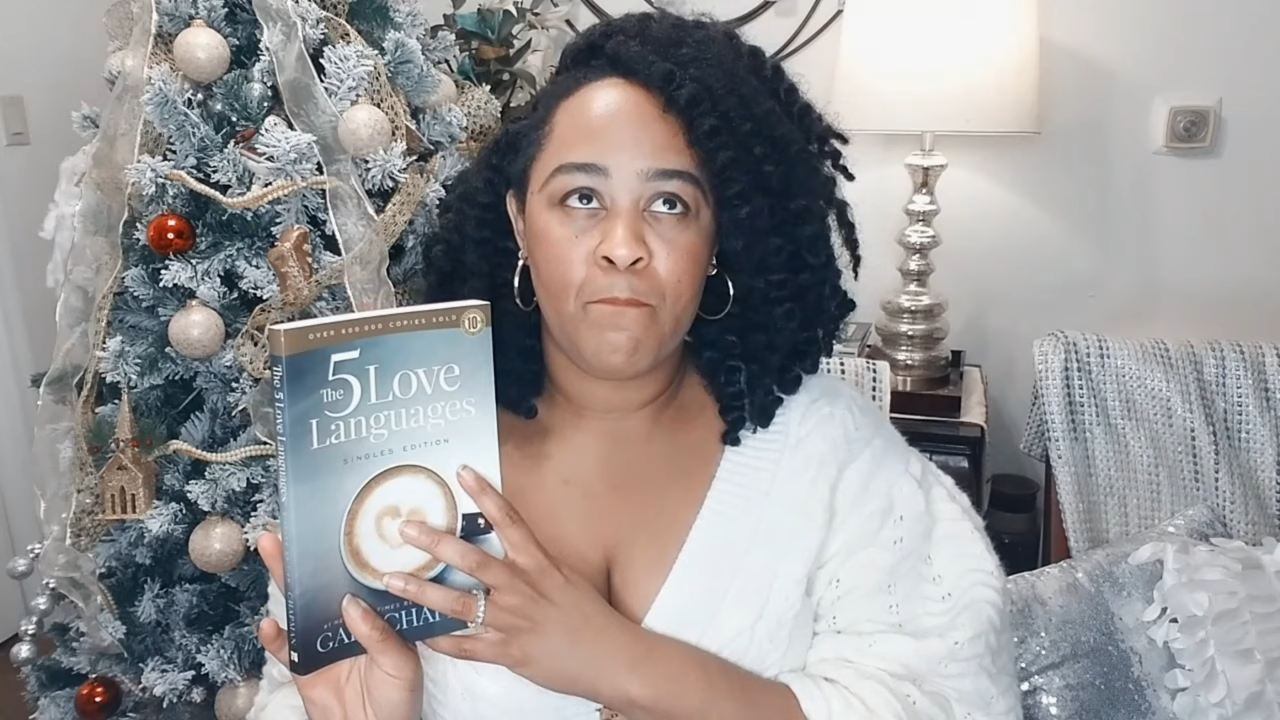 OVER 600,000 COPIES SOLD
10
The 5 Love
Languages
SINGLES EDITION
The 5 Love Languages